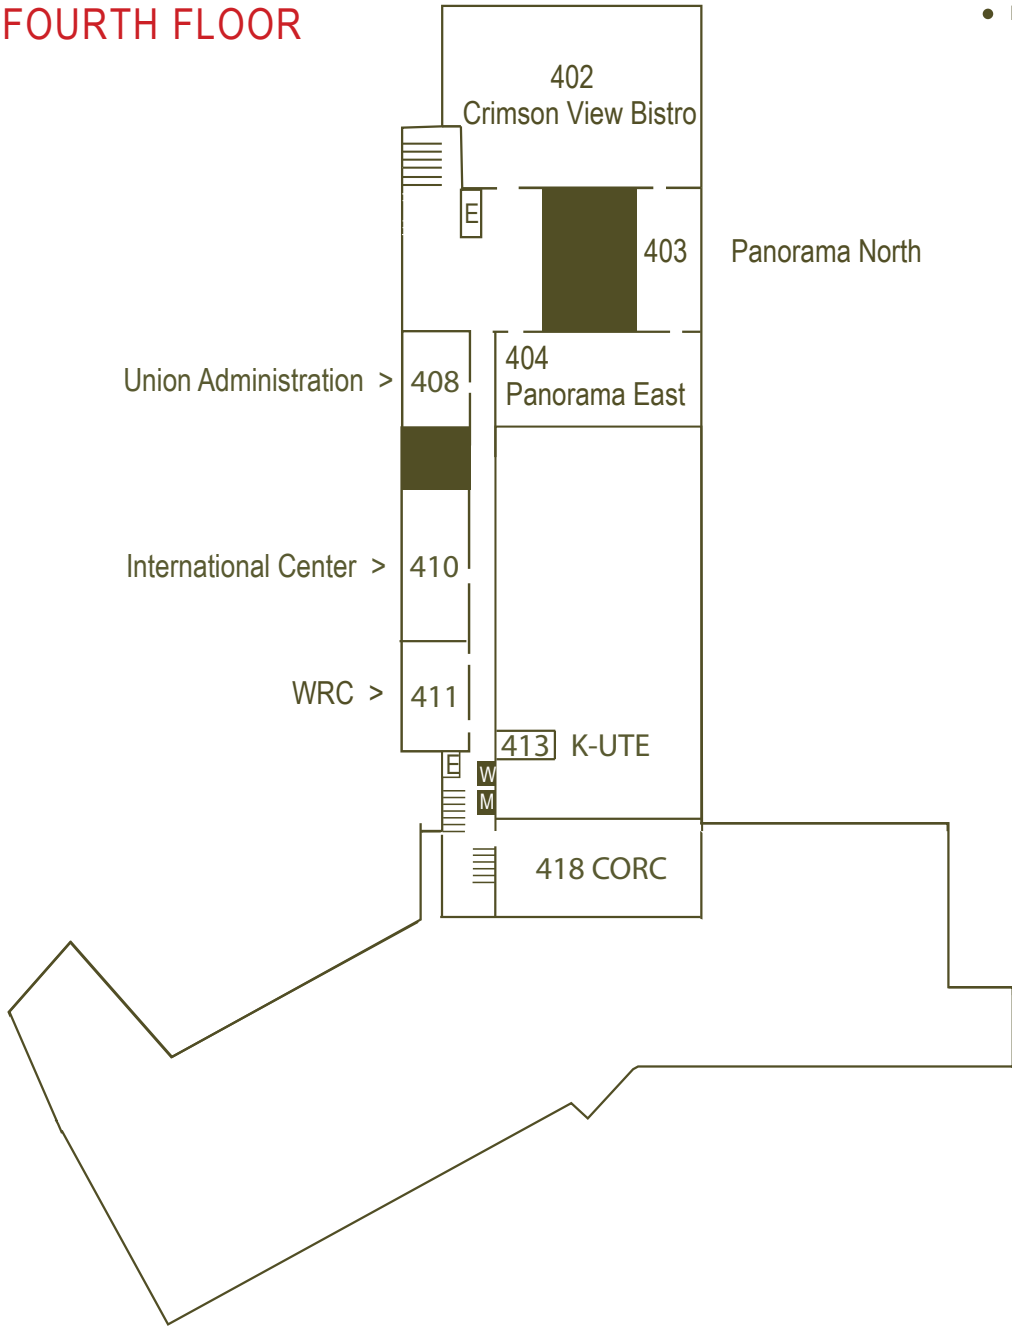 FOURTH FLOOR
•
402
Crimson View Bistro
E
403 Panorama North
404
Panorama East
Union Administration > 408
International Center > 410
WRC > 411
413 K-UTE
E
W
M
418 CORC